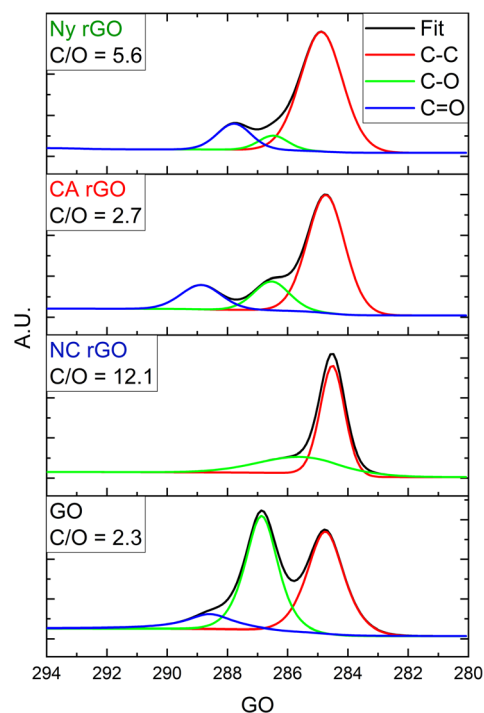 Ny rGO
C/O = 5.6
Fit
C-C
C-O
C=O
CA rGO
C/O = 2.7
NC rGO
C/O = 12.1
GO
C/O = 2.3
A.U.
294 292 290 288 286 284 282 280
GO